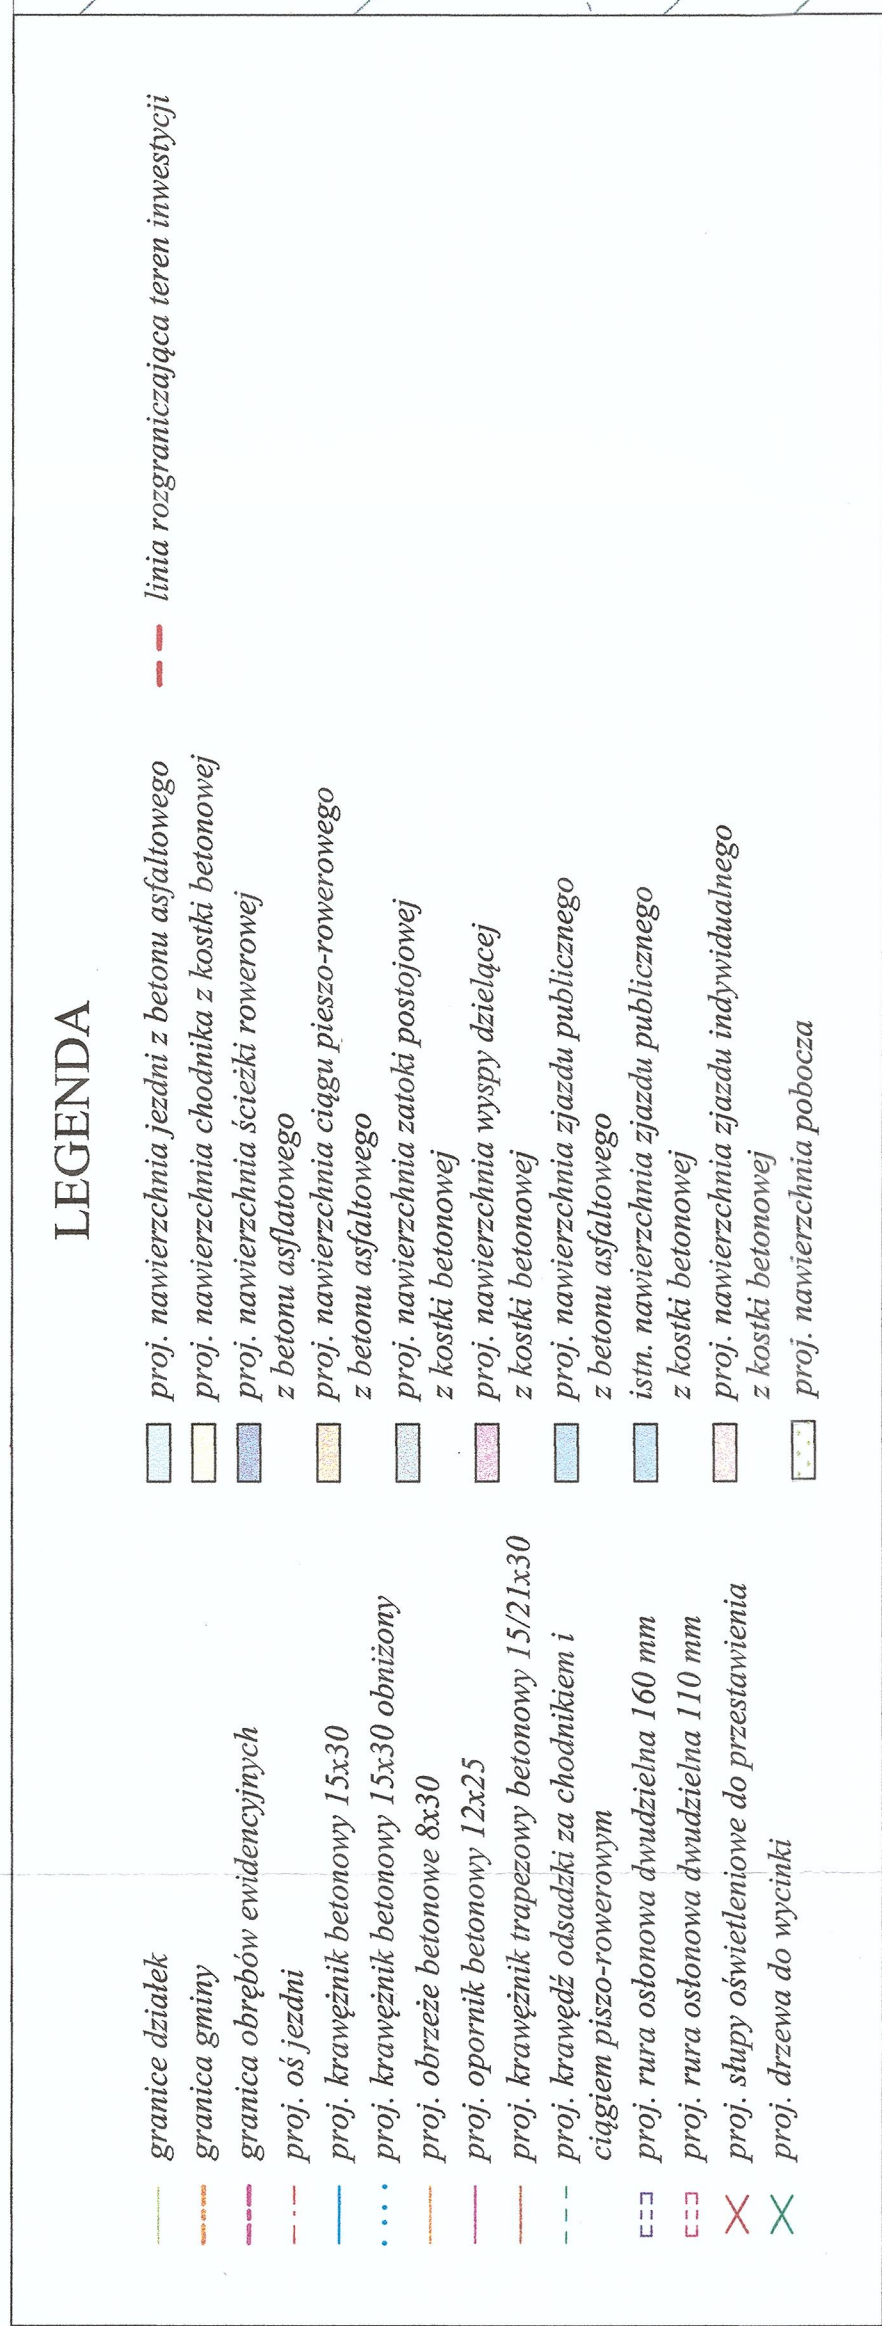 LEGENDA
granice działek
granica gminy
granica obrębów ewidencyjnych
proj. oś jezdni
proj. krawężnik betonowy 15x30
proj. krawężnik betonowy 15x30 obniżony
proj. obrzeże betonowe 8x30
proj. opornik betonowy 12x25
proj. krawężnik trapezowy betonowy 15/21x30
proj. krawędź odsadzki za chodnikiem i
ciągiem piszo-rowerowym
proj. rura osłonowa dwudzielna 160 mm
proj. rura osłonowa dwudzielna 110 mm
proj. słupy oświetleniowe do przestawienia
proj. drzewa do wycinki
proj. nawierzchnia jezdni z betonu asfaltowego
proj. nawierzchnia chodnika z kostki betonowej
proj. nawierzchnia ścieżki rowerowej
z betonu asflatowego
proj. nawierzchnia ciągu pieszo-rowerowego
z betonu asfaltowego
proj. nawierzchnia zatoki postojowej
z kostki betonowej
proj. nawierzchnia wyspy dzielącej
z kostki betonowej
proj. nawierzchnia zjazdu publicznego
z betonu asfaltowego
istn. nawierzchnia zjazdu publicznego
z kostki betonowej
proj. nawierzchnia zjazdu indywidualnego
z kostki betonowej
proj. nawierzchnia pobocza
linia rozgraniczająca teren inwestycji